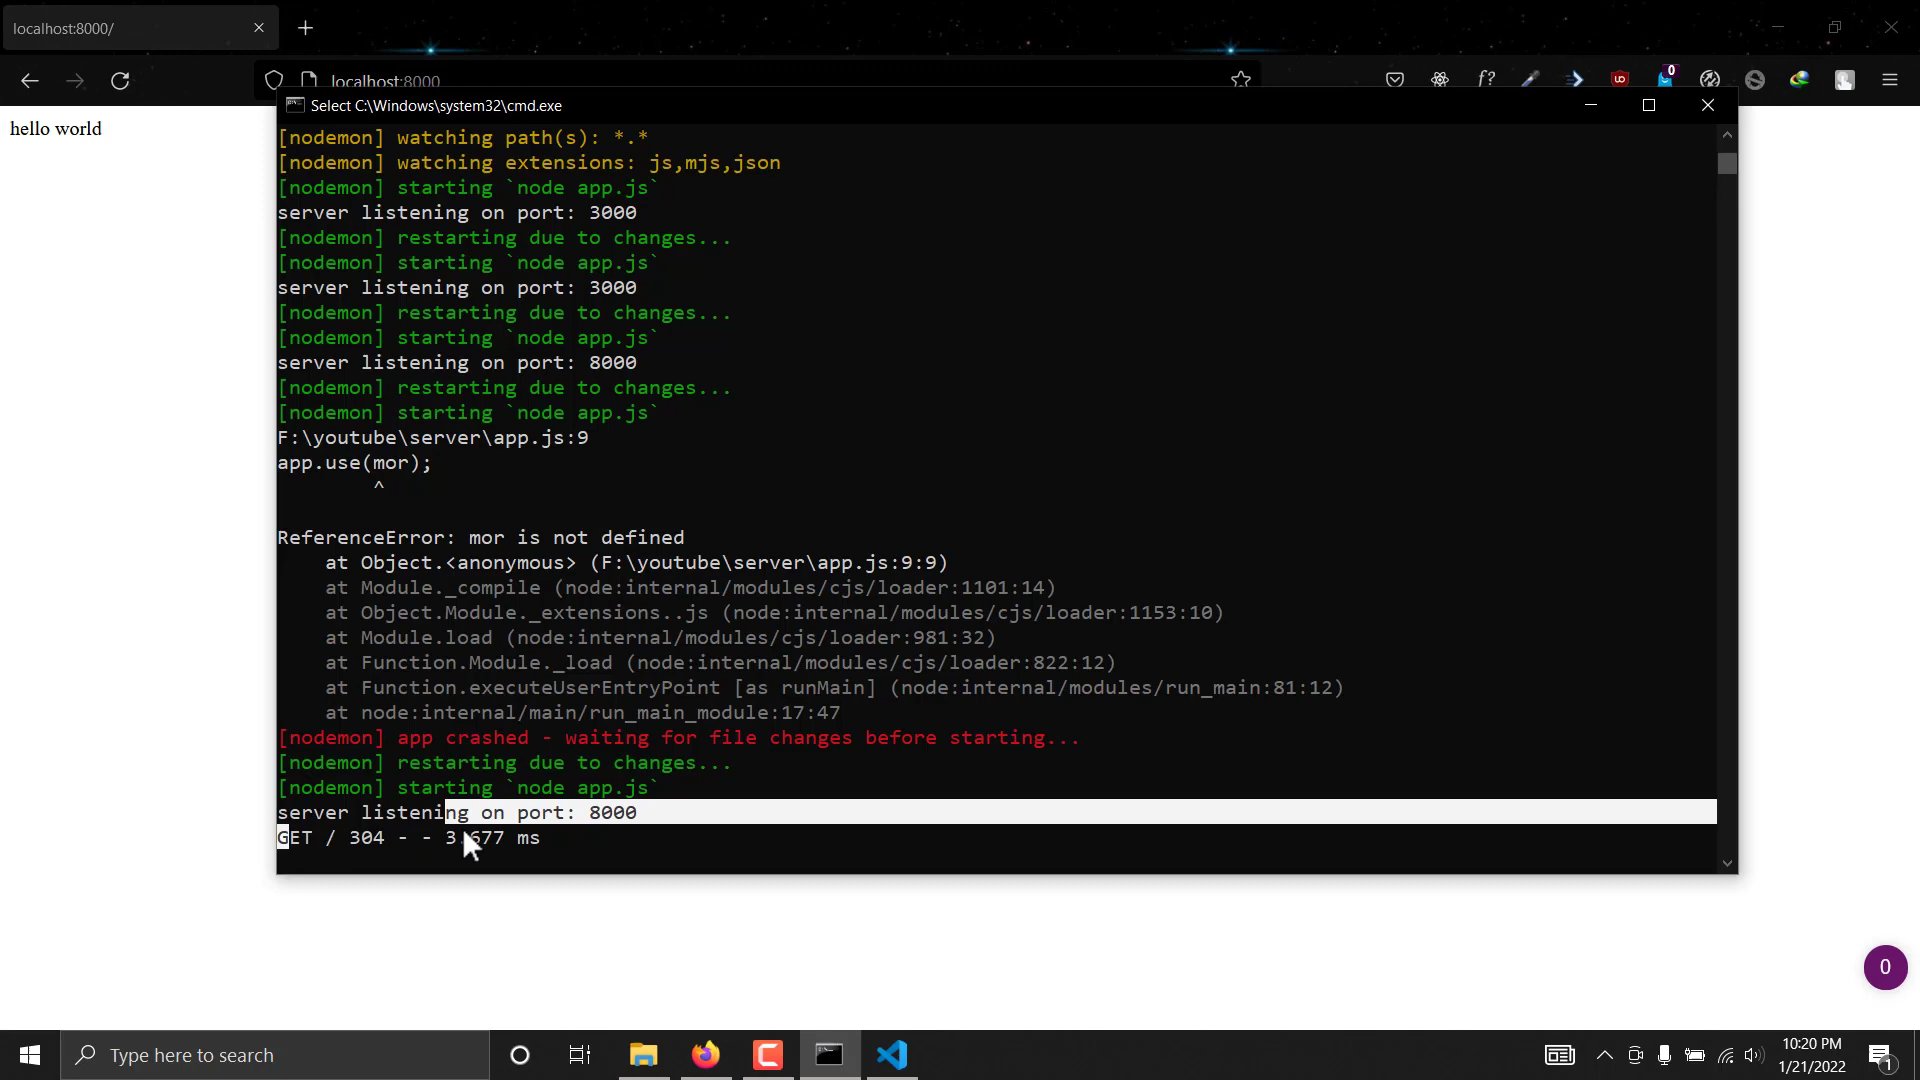 localhost:8000/
localhost:8000
f?
0
Select C:\Windows\system32\cmd.exe
hello world
[nodemon] watching path(s): *.*
[nodemon] watching extensions: js,mjs,json
[nodemon] starting `node app.js`
server listening on port: 3000
[nodemon] restarting due to changes...
[nodemon] starting `node app.js`
server listening on port: 3000
[nodemon] restarting due to changes...
[nodemon] starting `node app.js`
server listening on port: 8000
[nodemon] restarting due to changes...
[nodemon] starting `node app.js`
F:\youtube\server\app.js:9
app.use(mor);
^
ReferenceError: mor is not defined
at Object.<anonymous> (F:\youtube\server\app.js:9:9)
at Module._compile (node:internal/modules/cjs/loader:1101:14)
at Object.Module._extensions..js (node:internal/modules/cjs/loader:1153:10)
at Module.load (node:internal/modules/cjs/loader:981:32)
at Function.Module._load (node:internal/modules/cjs/loader:822:12)
at Function.executeUserEntryPoint [as runMain] (node:internal/modules/run_main:81:12)
at node:internal/main/run_main_module:17:47
[nodemon] app crashed - waiting for file changes before starting...
[nodemon] restarting due to changes...
[nodemon] starting `node app.js`
server listening on port: 8000
GET / 304 - - 3.677 ms
0
Type here to search
10:20 PM
1/21/2022
1